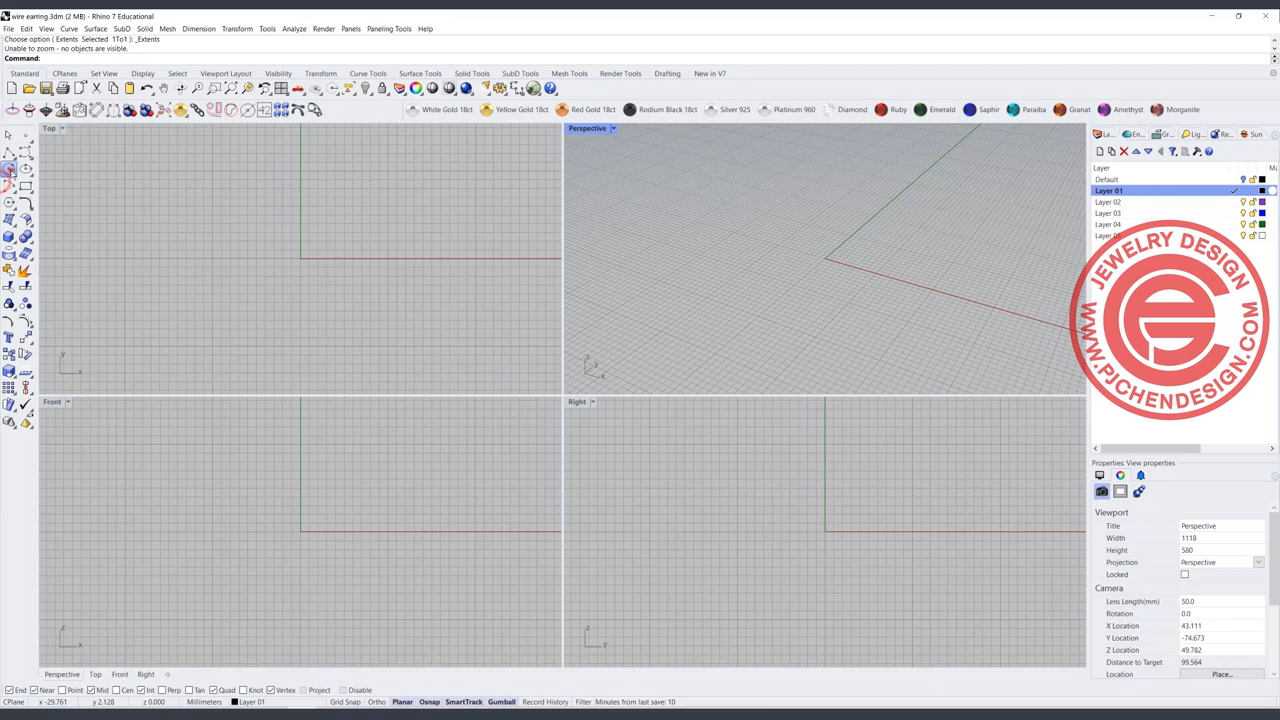 wire earring.3dm (2 MB) - Rhino 7 Educational
File Edit View Curve Surface SubD Solid Mesh Dimension Transform Tools Analyze Render Panels Paneling Tools Help
Choose option ( Extents Selected 1To1 ): _Extents
Unable to zoom - no objects are visible.
Command:
Standard CPlanes Set View Display Select Viewport Layout Visibility Transform Curve Tools Surface Tools Solid Tools SubD Tools Mesh Tools Render Tools Drafting New in V7
White Gold 18ct Yellow Gold 18ct Red Gold 18ct Rodium Black 18ct Silver 925 Platinum 960 Diamond Ruby Emerald Saphir Paraiba Granat Amethyst Morganite
Top
Perspective
La... En... Gr... Lig... Re... Sun
Layer Ma
Default
Layer 01
Layer 02
Layer 03
Layer 04
JEWELRY DESIGN
WWW.PJCHENDESIGN.COM
y
x
z
y
x
Front
Right
Properties: View properties
Viewport
Title Perspective
Width 1118
Height 580
Projection Perspective
Locked
Camera
Lens Length(mm) 50.0
Rotation 0.0
X Location 43.111
Y Location -74.673
Z Location 49.782
Distance to Target 99.564
Location Place...
z
x
z
y
Perspective Top Front Right
End Near Point Mid Cen Int Perp Tan Quad Knot Vertex Project Disable
CPlane x -29.761 y 2.128 z 0.000 Millimeters Layer 01 Grid Snap Ortho Planar Osnap SmartTrack Gumball Record History Filter Minutes from last save: 10